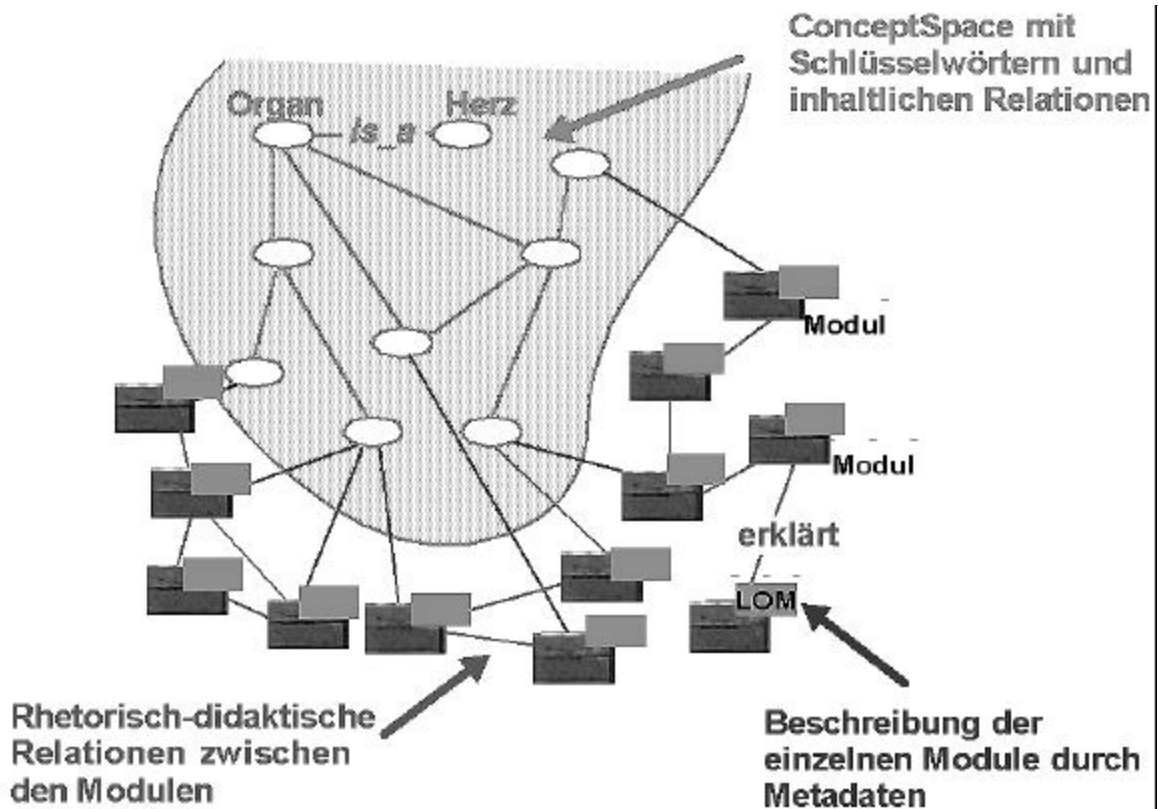 ConceptSpace mit
Schlüsselwörtern und
inhaltlichen Relationen
Organ
Herz
is_a
Modul
Modul
erklärt
LOM
Rhetorisch-didaktische
Relationen zwischen
den Modulen
Beschreibung der
einzelnen Module durch
Metadaten